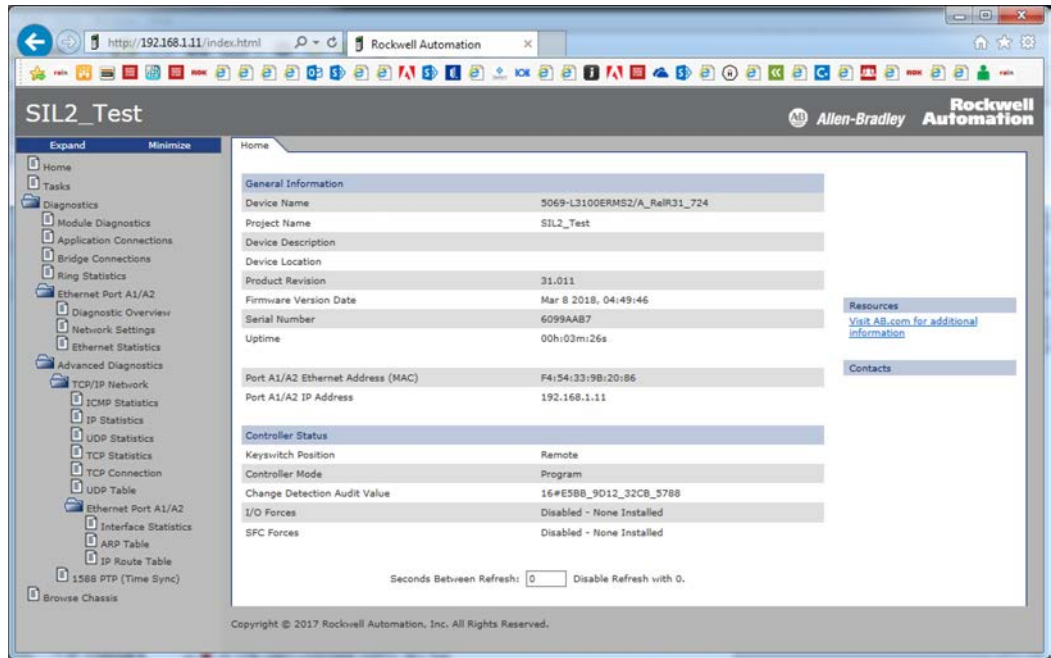 http://192.168.1.11/index.html
Rockwell Automation
SIL2_Test
Allen-Bradley
Rockwell Automation
Expand Minimize
Home
Tasks
Diagnostics
Module Diagnostics
Application Connections
Bridge Connections
Ring Statistics
Ethernet Port A1/A2
Diagnostic Overview
Network Settings
Ethernet Statistics
Advanced Diagnostics
TCP/IP Network
ICMP Statistics
IP Statistics
UDP Statistics
TCP Statistics
TCP Connection
UDP Table
Ethernet Port A1/A2
Interface Statistics
ARP Table
IP Route Table
1588 PTP (Time Sync)
Browse Chassis
Home
General Information
Device Name 5069-L3100ERMS2/A_RelR31_724
Project Name SIL2_Test
Device Description
Device Location
Product Revision 31.011
Firmware Version Date Mar 8 2018, 04:49:46
Serial Number 6099AAB7
Uptime 00h:03m:26s
Port A1/A2 Ethernet Address (MAC) F4:54:33:9B:20:86
Port A1/A2 IP Address 192.168.1.11
Controller Status
Keyswitch Position Remote
Controller Mode Program
Change Detection Audit Value 16#E5BB_9D12_32CB_5788
I/O Forces Disabled - None Installed
SFC Forces Disabled - None Installed
Seconds Between Refresh: 0 Disable Refresh with 0.
Resources
Visit AB.com for additional
information
Contacts
Copyright © 2017 Rockwell Automation, Inc. All Rights Reserved.